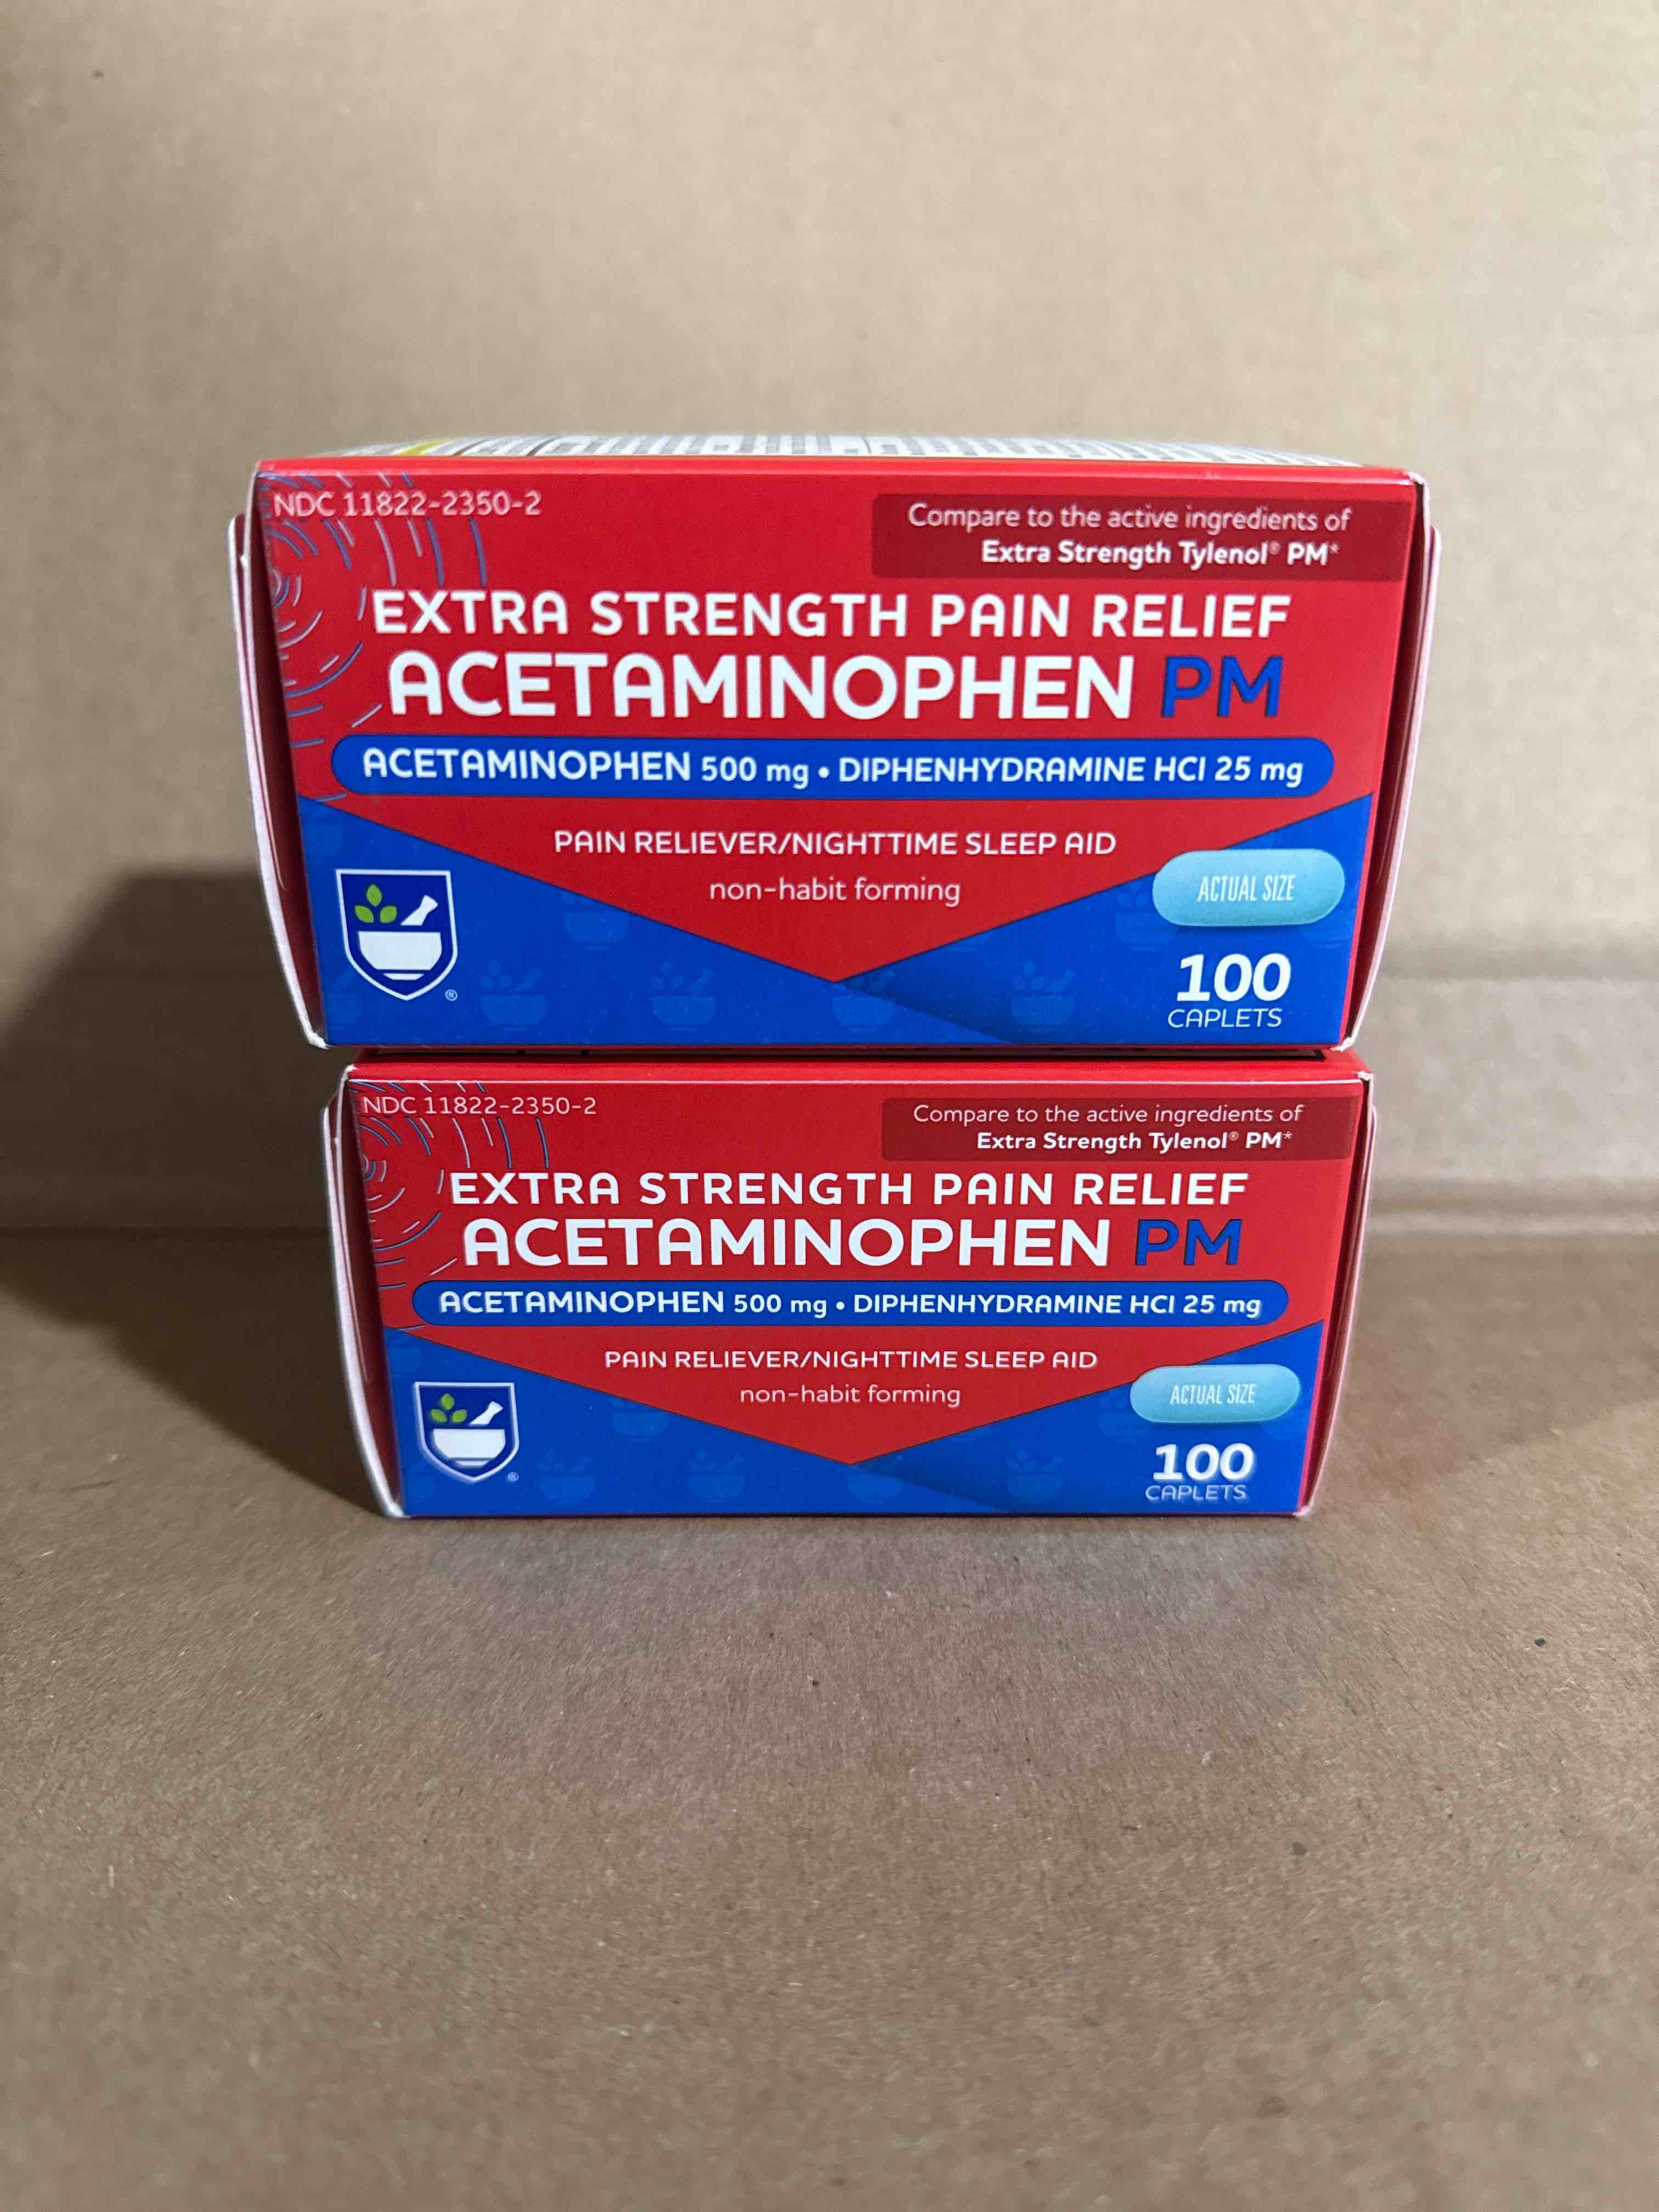 NDC 11822-2350-2
Compare to the active ingredients of
Extra Strength Tylenol® PM*
EXTRA STRENGTH PAIN RELIEF
ACETAMINOPHEN PM
ACETAMINOPHEN 500 mg • DIPHENHYDRAMINE HCl 25 mg
PAIN RELIEVER/NIGHTTIME SLEEP AID
non-habit forming
ACTUAL SIZE
®
100
CAPLETS
NDC 11822-2350-2
Compare to the active ingredients of
Extra Strength Tylenol® PM*
EXTRA STRENGTH PAIN RELIEF
ACETAMINOPHEN PM
ACETAMINOPHEN 500 mg • DIPHENHYDRAMINE HCl 25 mg
PAIN RELIEVER/NIGHTTIME SLEEP AID
non-habit forming
ACTUAL SIZE
®
100
CAPLETS